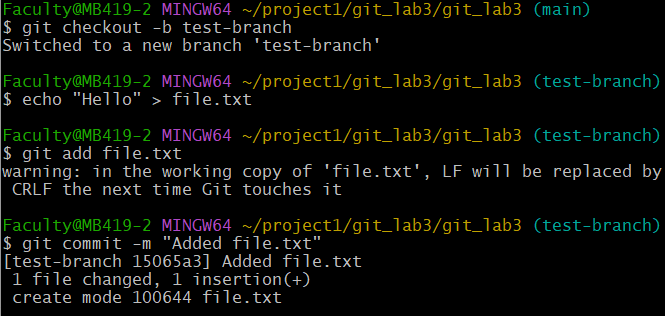 Faculty@MB419-2 MINGW64 ~/project1/git_lab3/git_lab3 (main)
$ git checkout -b test-branch
Switched to a new branch 'test-branch'
Faculty@MB419-2 MINGW64 ~/project1/git_lab3/git_lab3 (test-branch)
$ echo "Hello" > file.txt
Faculty@MB419-2 MINGW64 ~/project1/git_lab3/git_lab3 (test-branch)
$ git add file.txt
warning: in the working copy of 'file.txt', LF will be replaced by
 CRLF the next time Git touches it
Faculty@MB419-2 MINGW64 ~/project1/git_lab3/git_lab3 (test-branch)
$ git commit -m "Added file.txt"
[test-branch 15065a3] Added file.txt
 1 file changed, 1 insertion(+)
 create mode 100644 file.txt